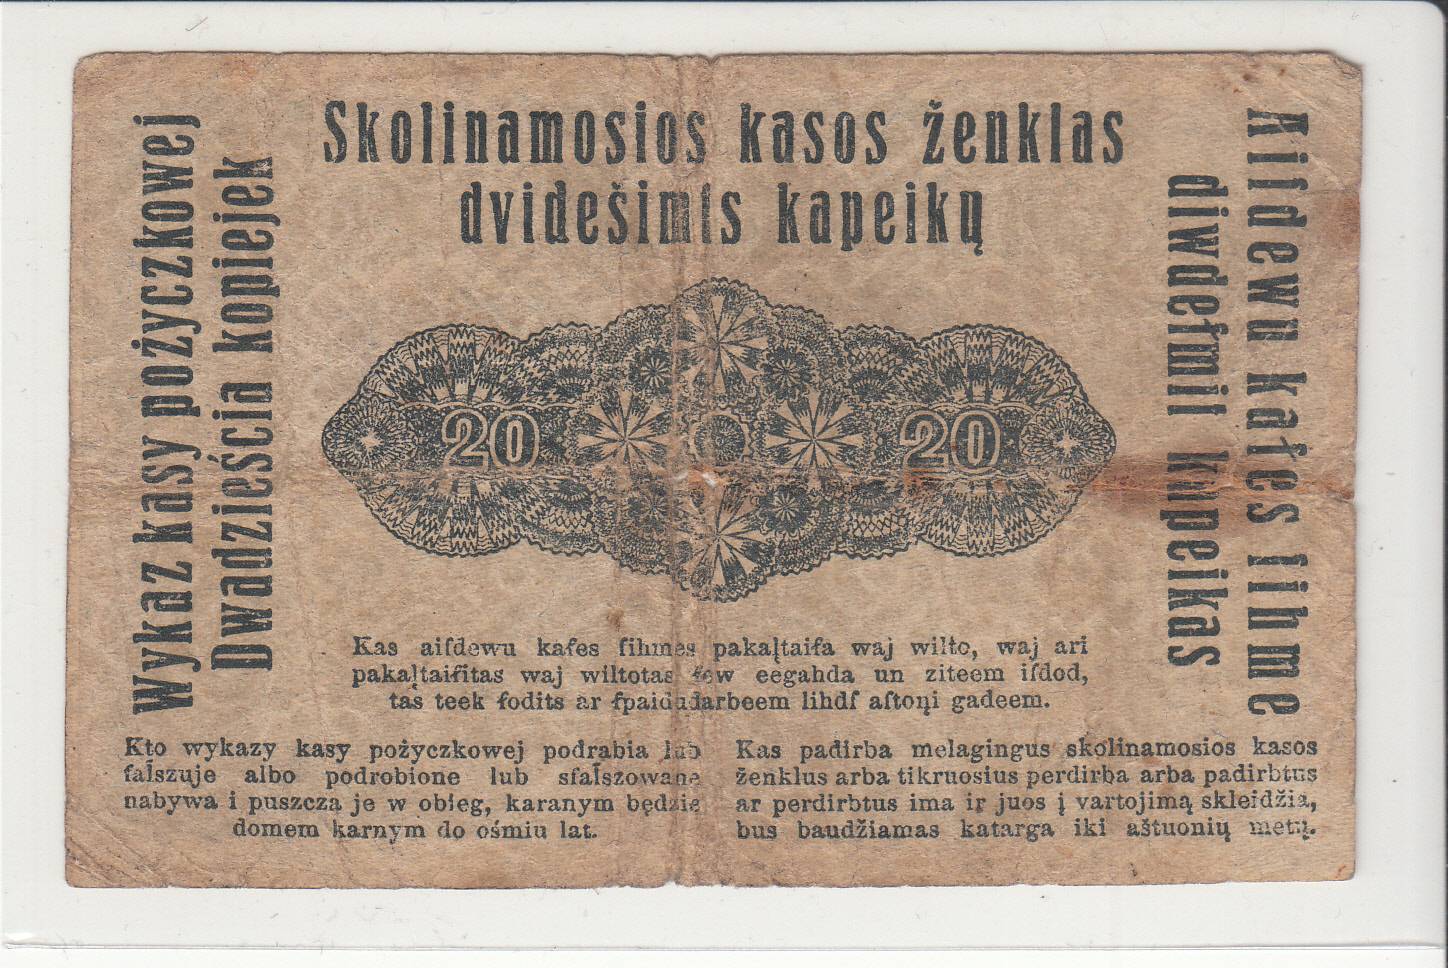 Skolinamosios kasos ženklas
dvidešimts kapeikų
Wykaz kasy pożyczkowej
Dwadzieścia kopiejek
Aiſdewu kaſes ſihme
diwdeſmit kapeikas
20 20
Kas aiſdewu kaſes ſihmes pakaļtaiſa waj wilto, waj ari
pakaļtaiſitas waj wiltotas ſew eegahda un ziteem iſdod,
tas teek ſodits ar ſpaidudarbeem lihdſ aſtoņi gadeem.
Kto wykazy kasy pożyczkowej podrabia lub
fałszuje albo podrobione lub sfałszowane
nabywa i puszcza je w obieg, karanym będzie
domem karnym do ośmiu lat.
Kas padirba melagingus skolinamosios kasos
ženklus arba tikruosius perdirba arba padirbtus
ar perdirbtus ima ir juos į vartojimą skleidžia,
bus baudžiamas katarga iki aštuonių metų.